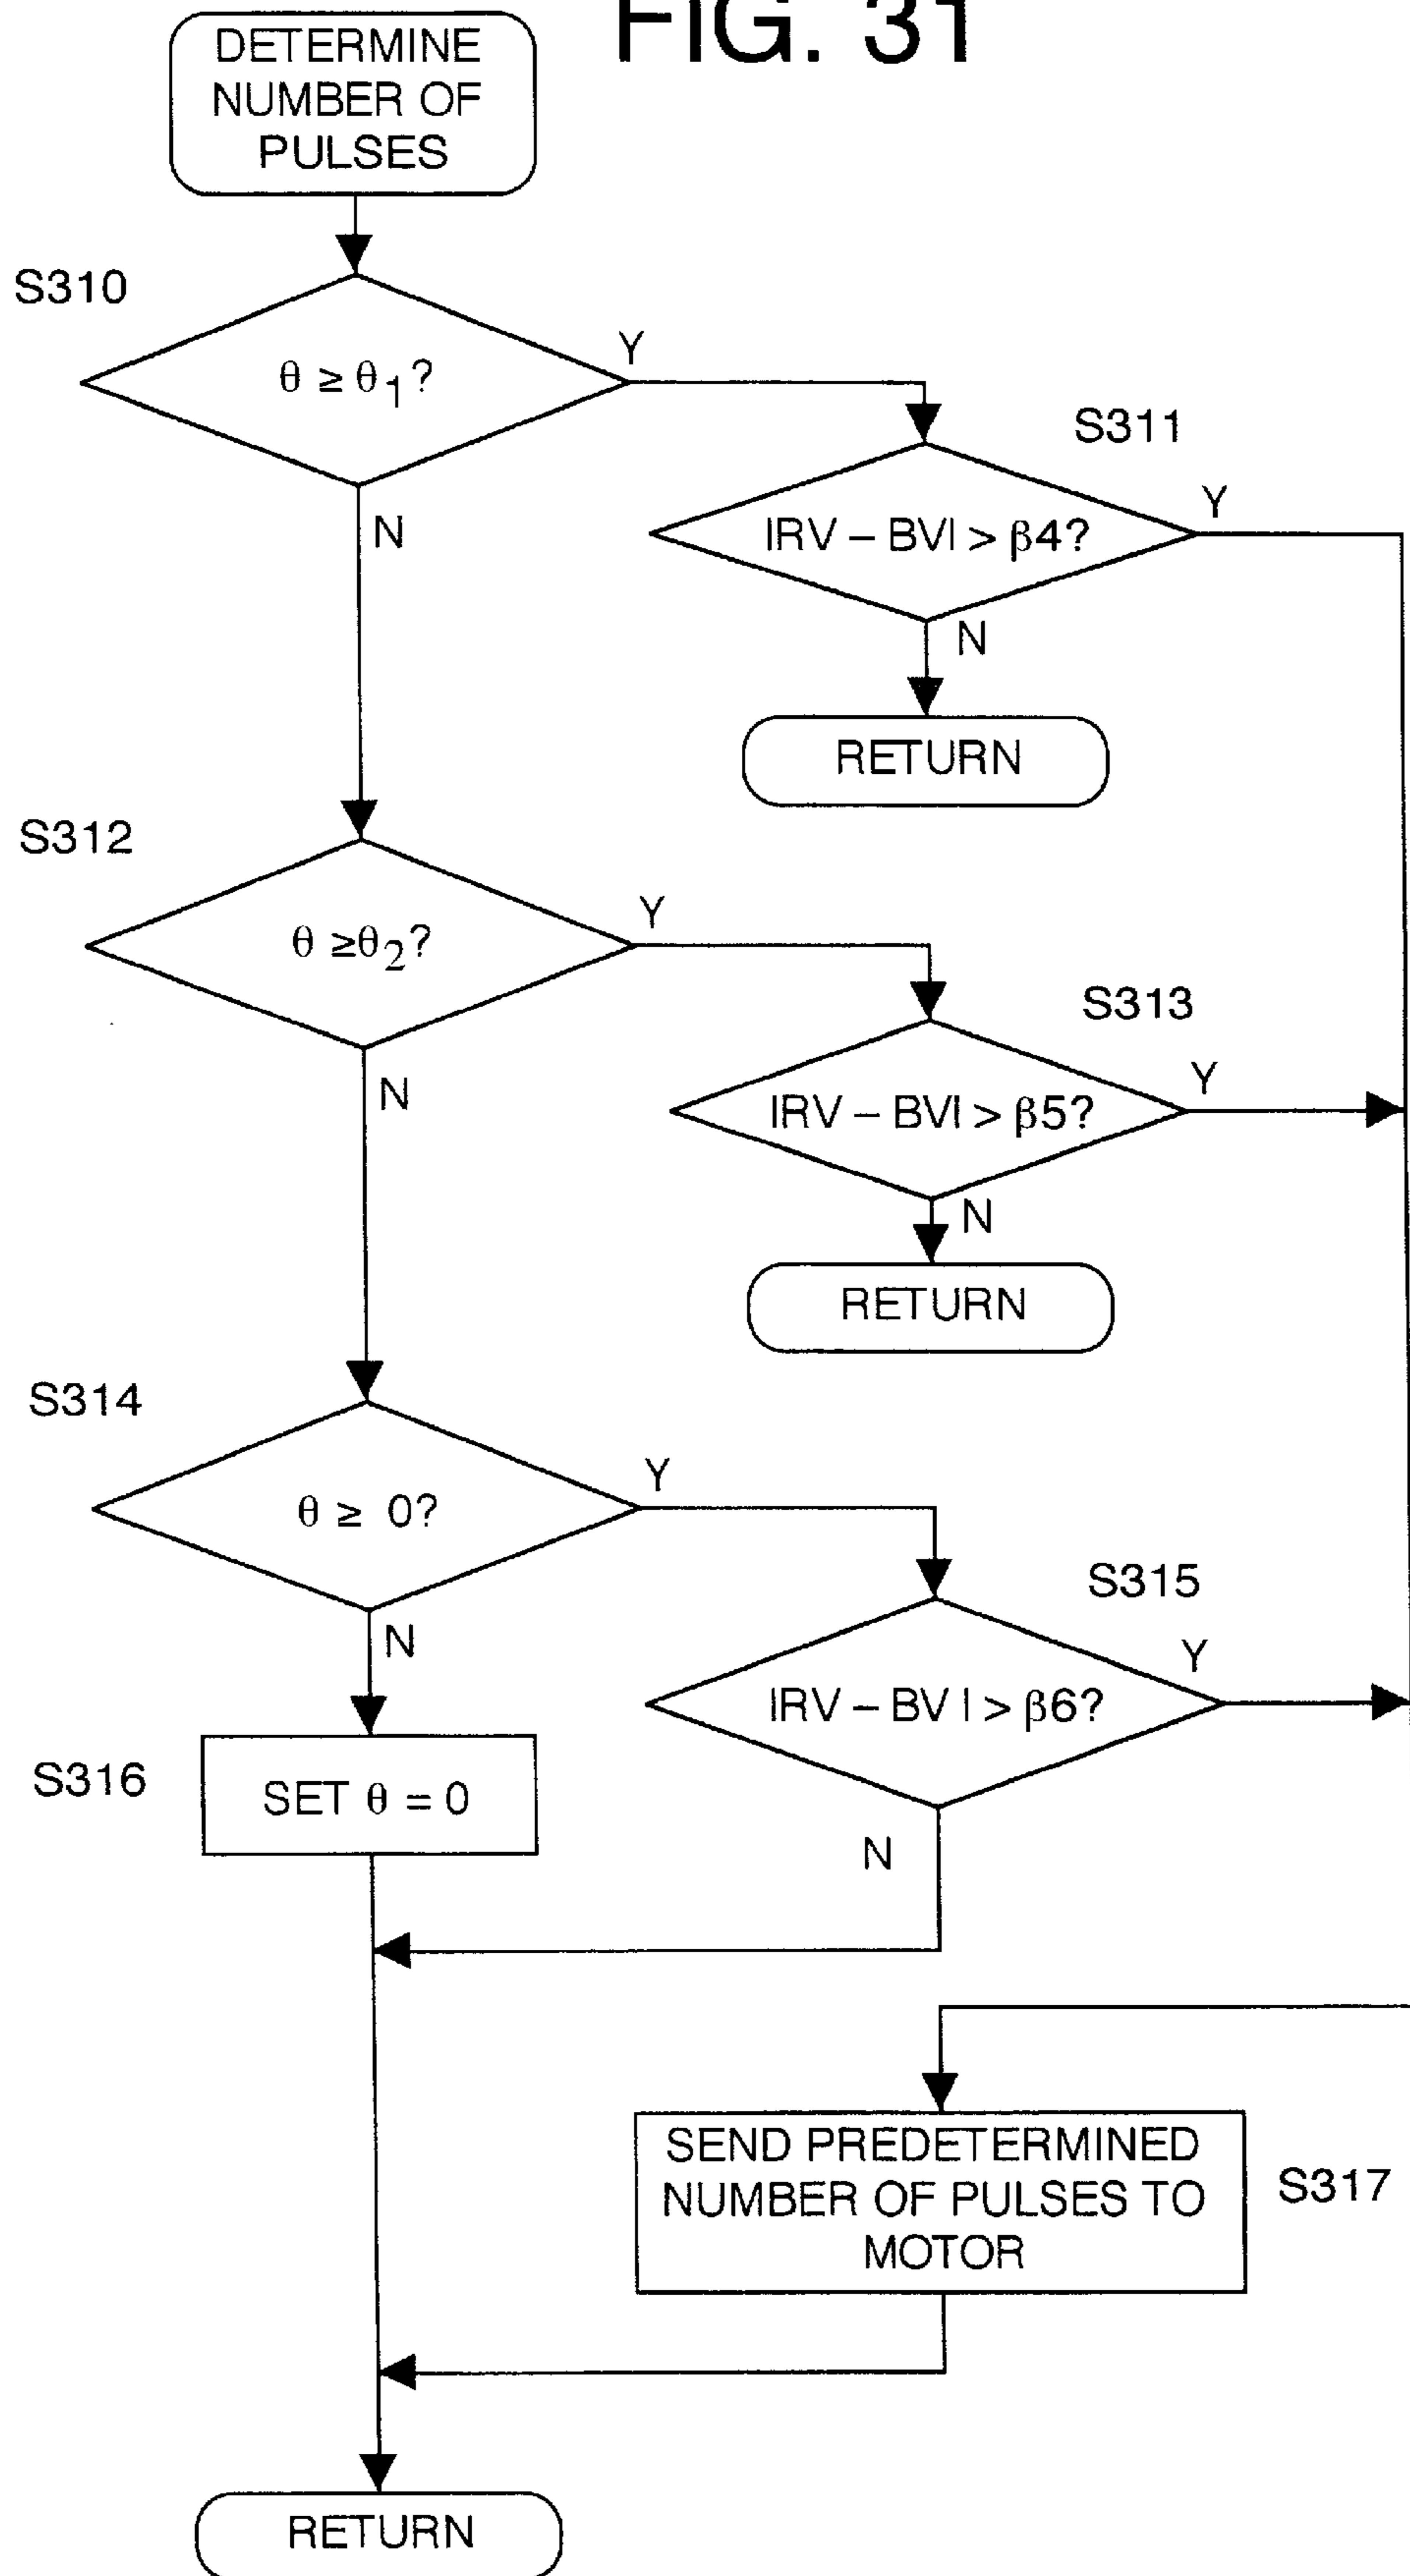 FIG. 31
DETERMINE
NUMBER OF
PULSES
S310
θ ≥ θ1?
Y
N
S311
IRV – BVI > β4?
Y
N
RETURN
S312
θ ≥θ2?
Y
N
S313
IRV – BVI > β5?
Y
N
RETURN
S314
θ ≥ 0?
Y
N
S315
IRV – BV I > β6?
Y
N
S316
SET θ = 0
SEND PREDETERMINED
NUMBER OF PULSES TO
MOTOR
S317
RETURN